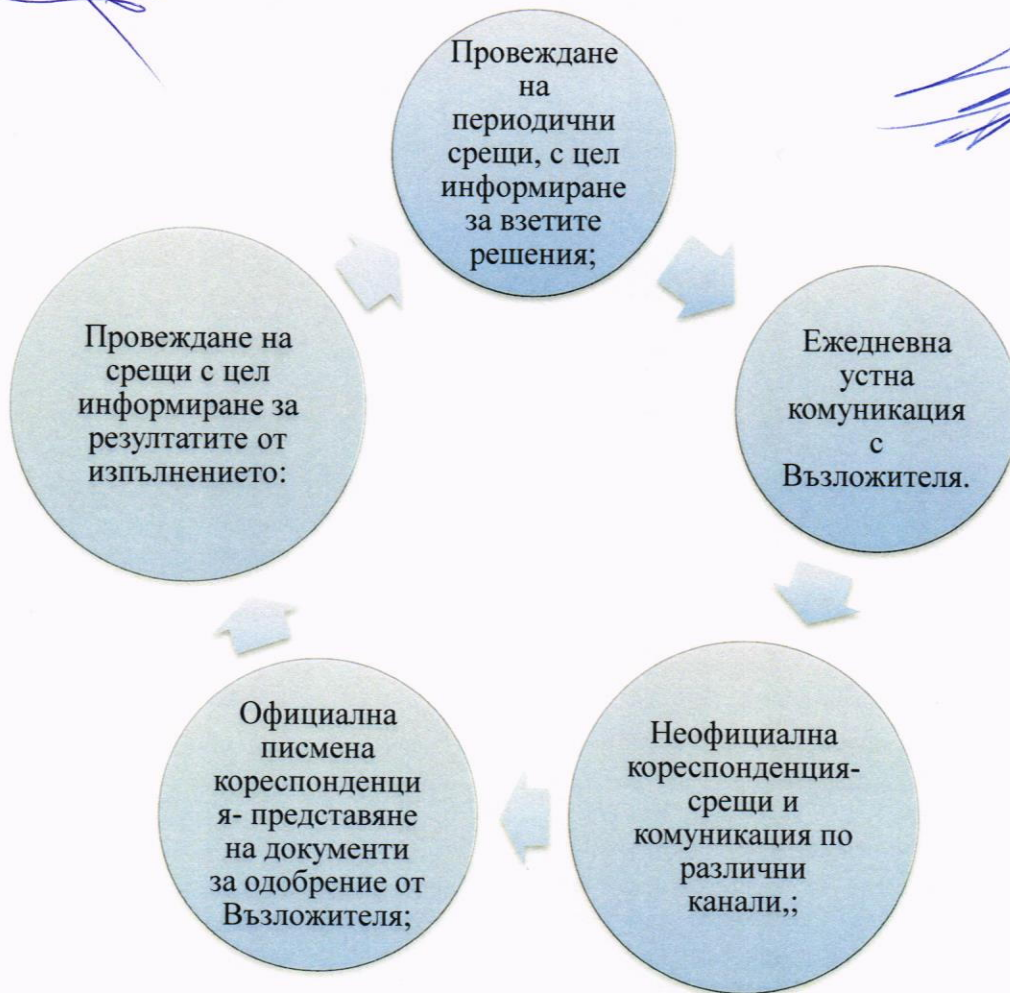 Провеждане
на
периодични
срещи, с цел
информиране
за взетите
решения;
Ежедневна
устна
комуникация
с
Възложителя.
Неофициална
кореспонденция-
срещи и
комуникация по
различни
канали,;
Официална
писмена
кореспонденци
я- представяне
на документи
за одобрение от
Възложителя;
Провеждане на
срещи с цел
информиране за
резултатите от
изпълнението: